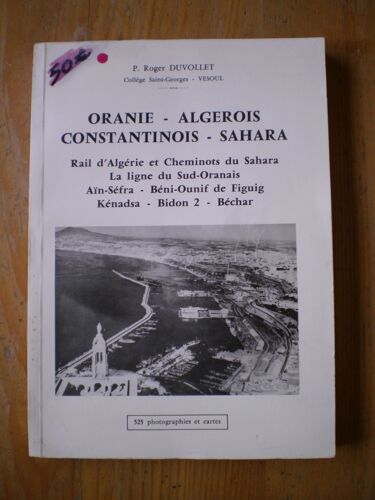 50%
P. Roger DUVOLLET
Collège Saint-Georges - VESOUL
ORANIE - ALGEROIS
CONSTANTINOIS - SAHARA
Rail d'Algérie et Cheminots du Sahara
La ligne du Sud-Oranais
Aïn-Séfra - Béni-Ounif de Figuig
Kénadsa - Bidon 2 - Béchar
525 photographies et cartes